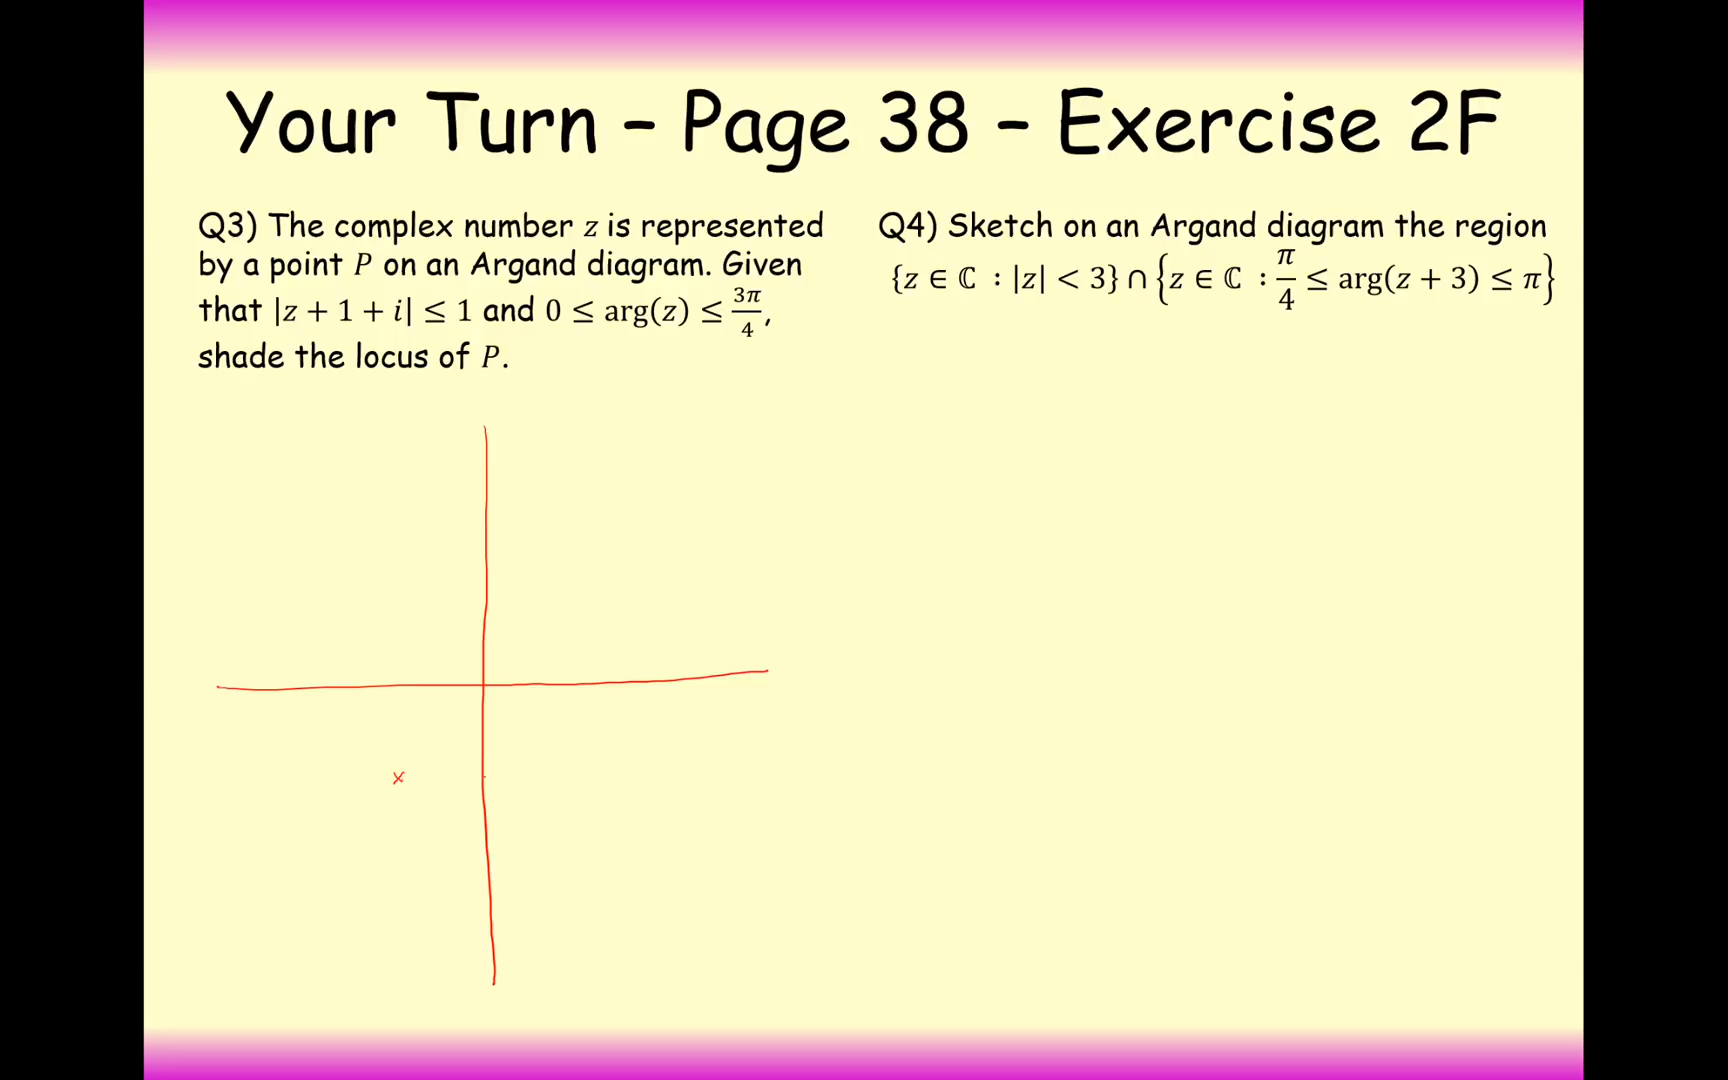 Your Turn – Page 38 – Exercise 2F
Q3) The complex number z is represented
by a point P on an Argand diagram. Given
that |z + 1 + i| ≤ 1 and 0 ≤ arg(z) ≤ 3π/4,
shade the locus of P.
Q4) Sketch on an Argand diagram the region
{z ∈ ℂ : |z| < 3} ∩ {z ∈ ℂ : π/4 ≤ arg(z + 3) ≤ π}
x